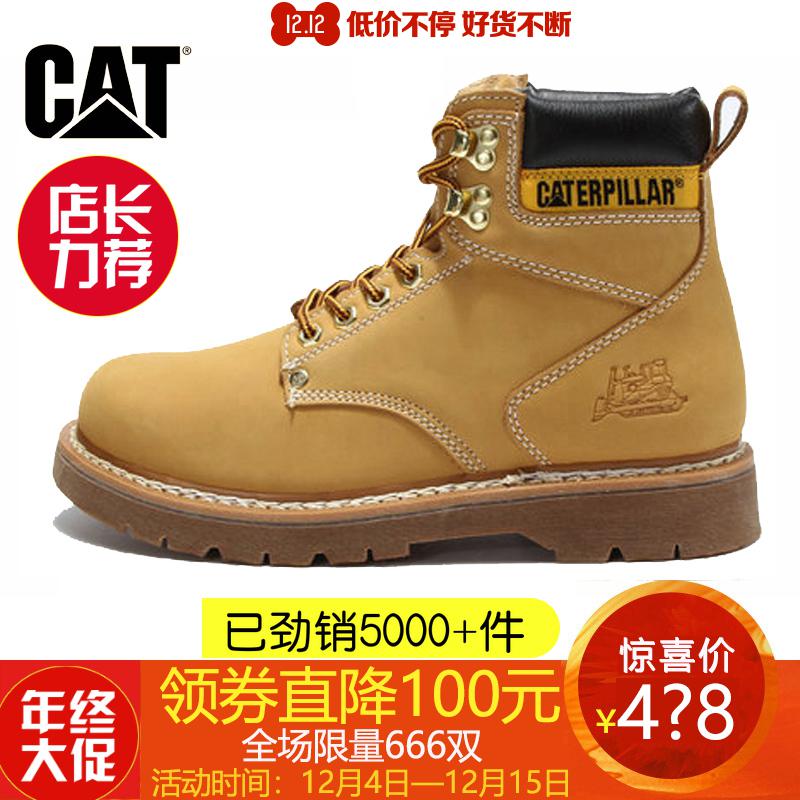 12.12 低价不停 好货不断
CAT®
店长
力荐
CATERPILLAR®
已劲销5000+件
年终
大促
领券直降100元
全场限量666双
活动时间：12月4日—12月15日
惊喜价
¥4?8